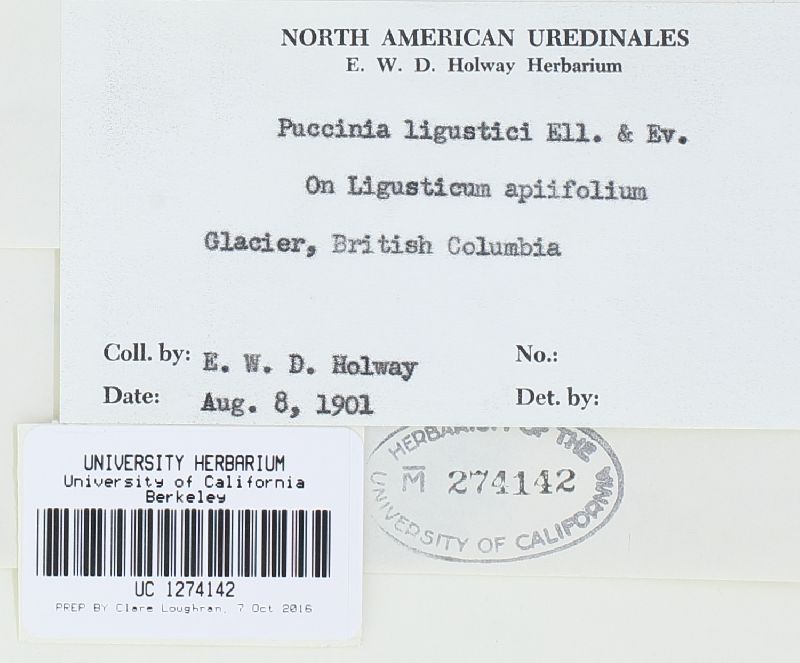 NORTH AMERICAN UREDINALES
E. W. D. Holway Herbarium
Puccinia ligustici Ell. & Ev.
On Ligusticum apiifolium
Glacier, British Columbia
Coll. by: E. W. D. Holway No.:
Date: Aug. 8, 1901 Det. by:
HERBARIUM OF THE
M 274142
UNIVERSITY OF CALIFORNIA
UNIVERSITY HERBARIUM
University of California
Berkeley
UC 1274142
PREP BY Clare Loughran, 7 Oct 2016